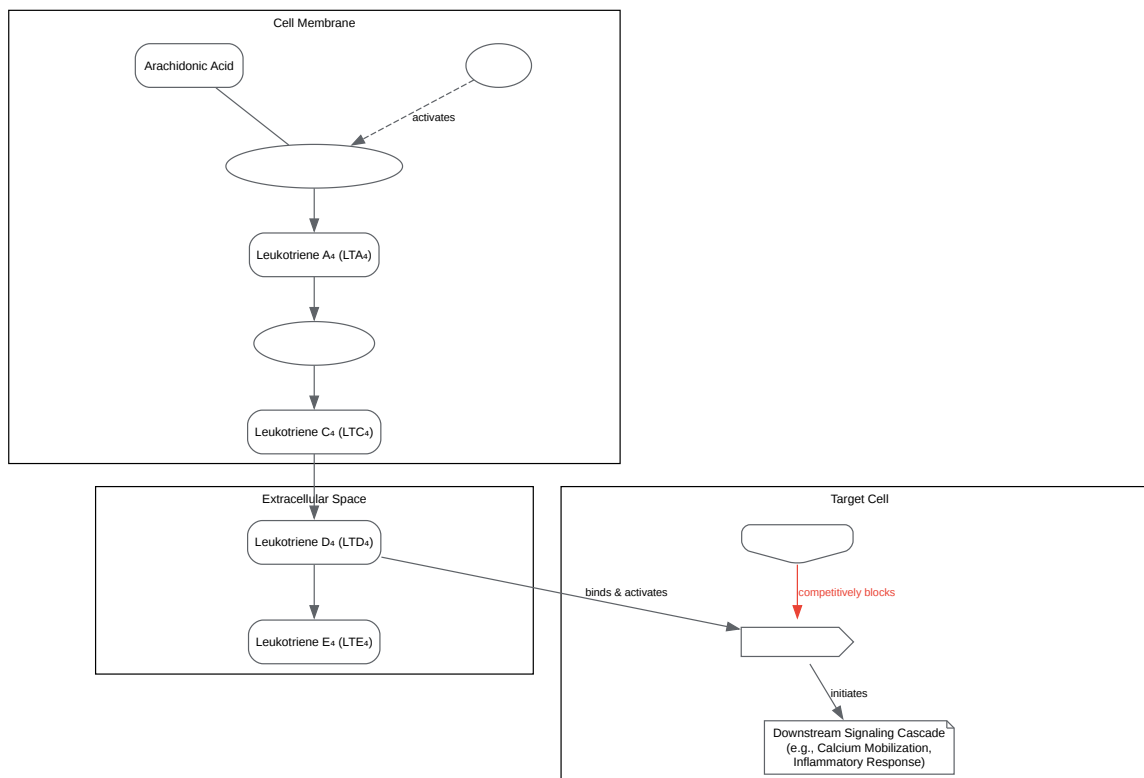 Cell Membrane
Arachidonic Acid
activates
Leukotriene A₄ (LTA₄)
Leukotriene C₄ (LTC₄)
Extracellular Space
Leukotriene D₄ (LTD₄)
Leukotriene E₄ (LTE₄)
binds & activates
Target Cell
competitively blocks
initiates
Downstream Signaling Cascade
(e.g., Calcium Mobilization,
Inflammatory Response)